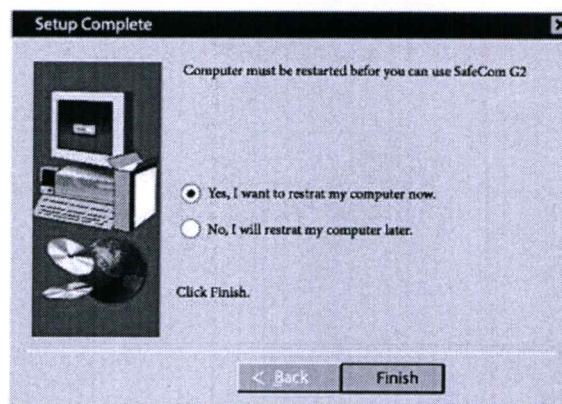 Setup Complete
Computer must be restarted befor you can use SafeCom G2
Yes, I want to restrat my computer now.
No, I will restrat my computer later.
Click Finish.
< Back
Finish